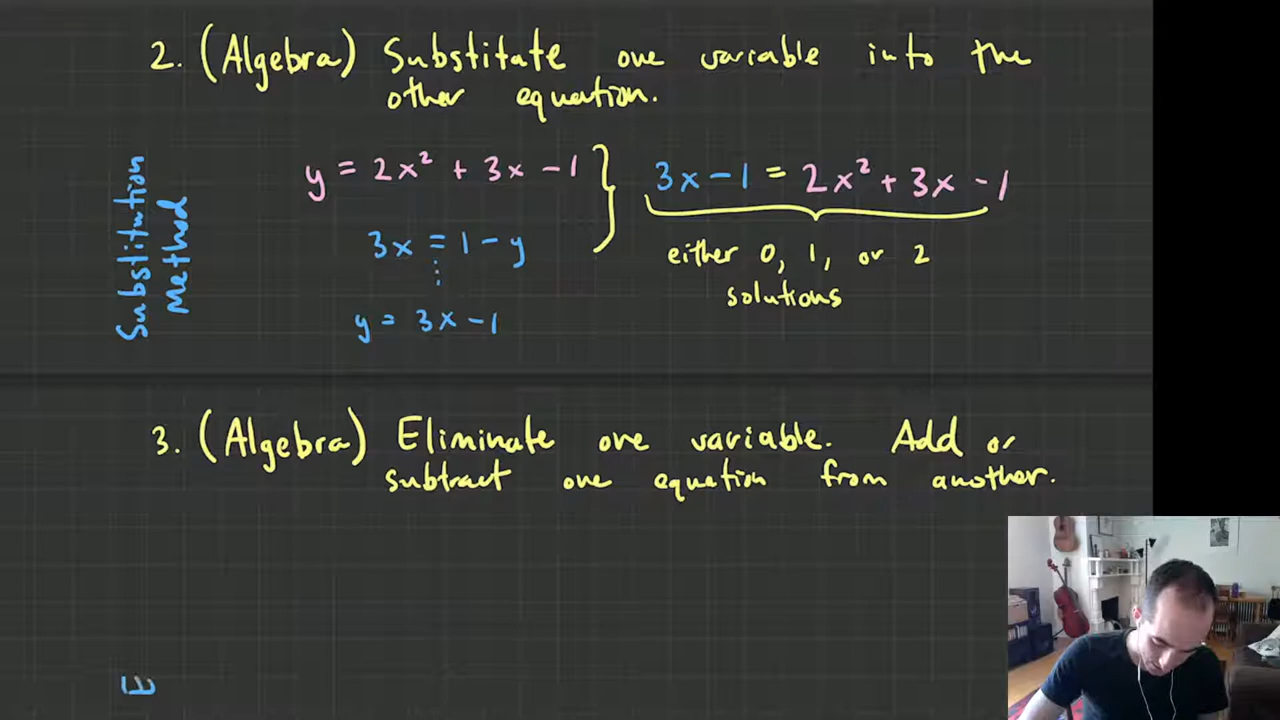 2. (Algebra) Substitute one variable into the
other equation.
Substitution
Method
y = 2x² + 3x - 1
3x = 1 - y
⋮
y = 3x - 1
3x - 1 = 2x² + 3x - 1
either 0, 1, or 2
solutions
3. (Algebra) Eliminate one variable. Add or
subtract one equation from another.
E